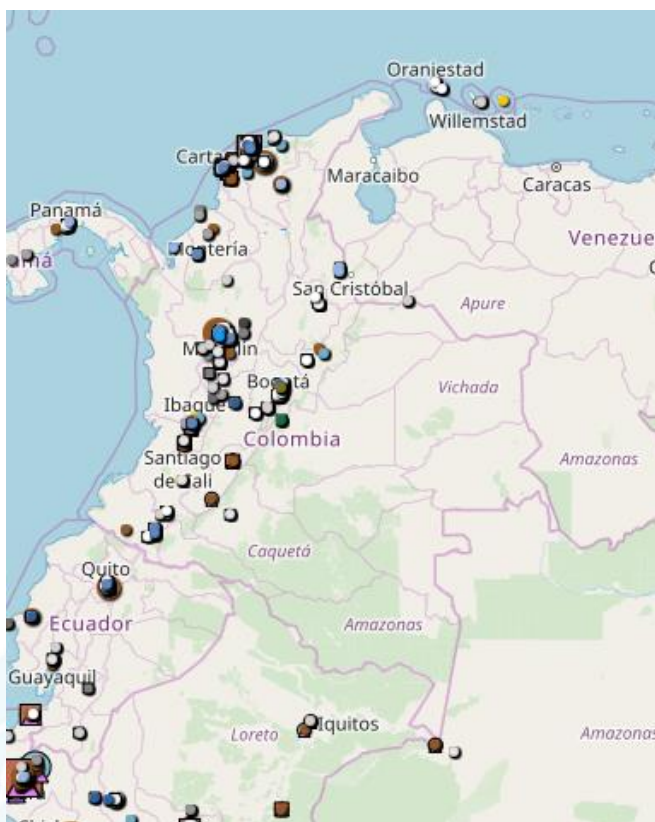 Oranjestad
Willemstad
Maracaibo
Caracas
Panamá
Montería
San Cristóbal
Apure
Bogotá
Vichada
Ibagué
Colombia
Santiago
de Cali
Amazonas
Caquetá
Quito
Ecuador
Amazonas
Guayaquil
Loreto
Iquitos
Amazonas